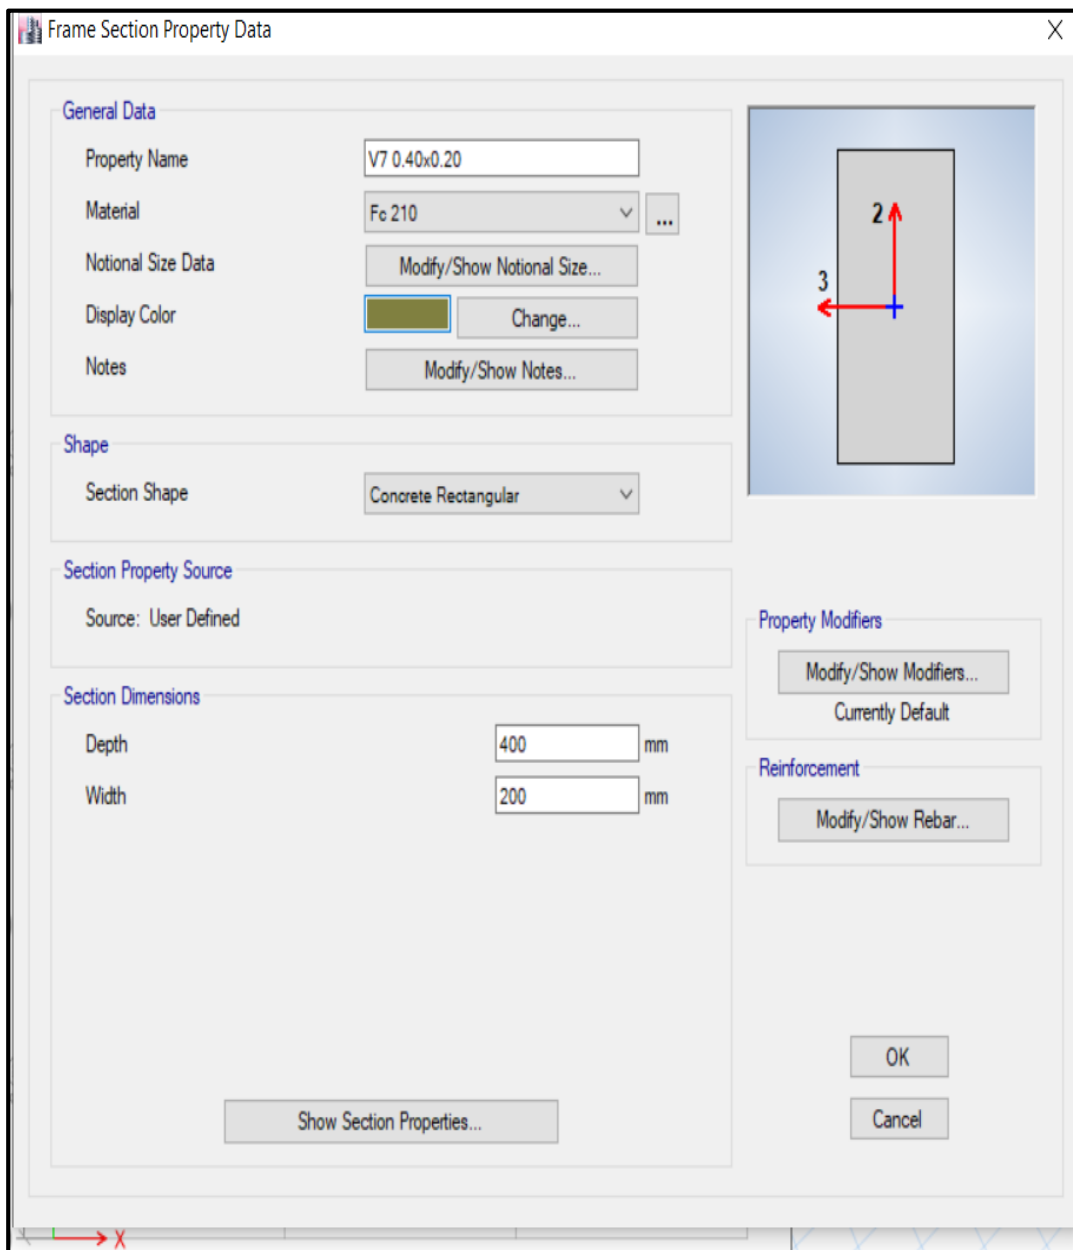 Frame Section Property Data
General Data
Property Name V7 0.40x0.20
Material Fc 210 ...
Notional Size Data Modify/Show Notional Size...
Display Color Change...
Notes Modify/Show Notes...
2
3
Shape
Section Shape Concrete Rectangular
Section Property Source
Source: User Defined
Property Modifiers
Modify/Show Modifiers...
Currently Default
Section Dimensions
Depth 400 mm
Width 200 mm
Reinforcement
Modify/Show Rebar...
Show Section Properties...
OK
Cancel
X